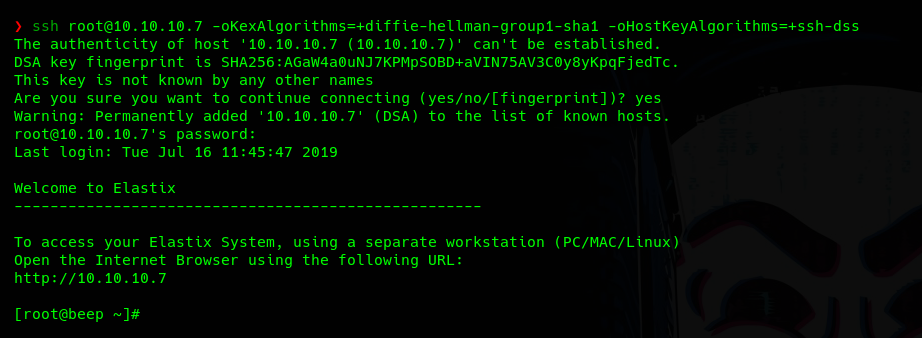 ❯ ssh root@10.10.10.7 -oKexAlgorithms=+diffie-hellman-group1-sha1 -oHostKeyAlgorithms=+ssh-dss
The authenticity of host '10.10.10.7 (10.10.10.7)' can't be established.
DSA key fingerprint is SHA256:AGaW4a0uNJ7KPMpSOBD+aVIN75AV3C0y8yKpqFjedTc.
This key is not known by any other names
Are you sure you want to continue connecting (yes/no/[fingerprint])? yes
Warning: Permanently added '10.10.10.7' (DSA) to the list of known hosts.
root@10.10.10.7's password:
Last login: Tue Jul 16 11:45:47 2019
Welcome to Elastix
----------------------------------------------------
To access your Elastix System, using a separate workstation (PC/MAC/Linux)
Open the Internet Browser using the following URL:
http://10.10.10.7
[root@beep ~]#